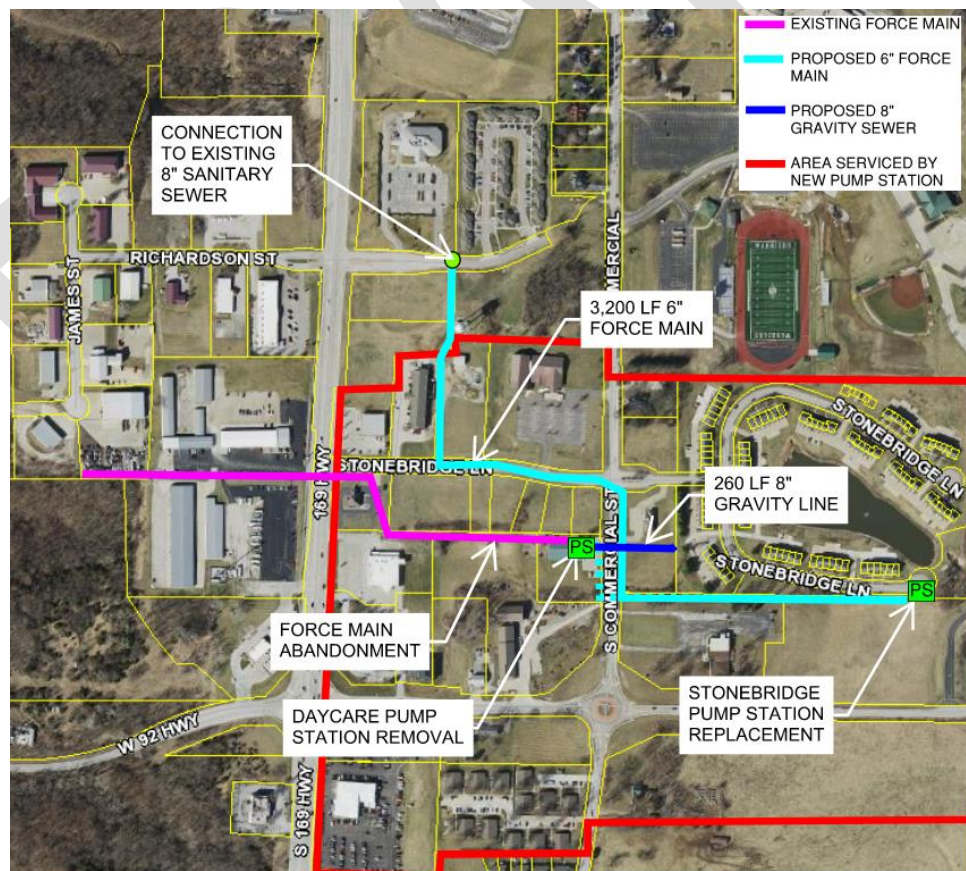 EXISTING FORCE MAIN
PROPOSED 6" FORCE
MAIN
PROPOSED 8"
GRAVITY SEWER
AREA SERVICED BY
NEW PUMP STATION
CONNECTION
TO EXISTING
8" SANITARY
SEWER
RICHARDSON ST
JAMES ST
MERCIAL
3,200 LF 6"
FORCE MAIN
STONEBRIDGE LN
STONEBRIDGE LN
169 HWY
260 LF 8"
GRAVITY LINE
PS
S COMMERCIAL ST
STONEBRIDGE LN
PS
FORCE MAIN
ABANDONMENT
DAYCARE PUMP
STATION REMOVAL
STONEBRIDGE
PUMP STATION
REPLACEMENT
W 92 HWY
S 169 HWY